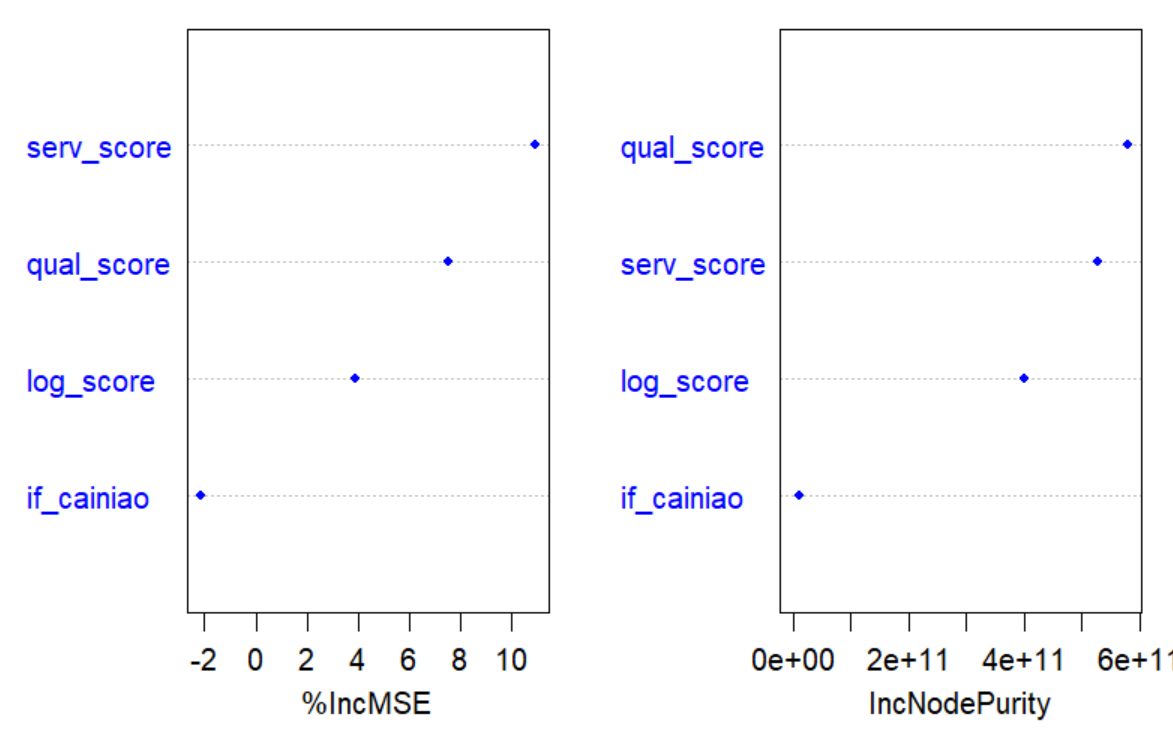 serv_score
qual_score
log_score
if_cainiao
-2 0 2 4 6 8 10
%IncMSE
qual_score
serv_score
log_score
if_cainiao
0e+00 2e+11 4e+11 6e+11
IncNodePurity